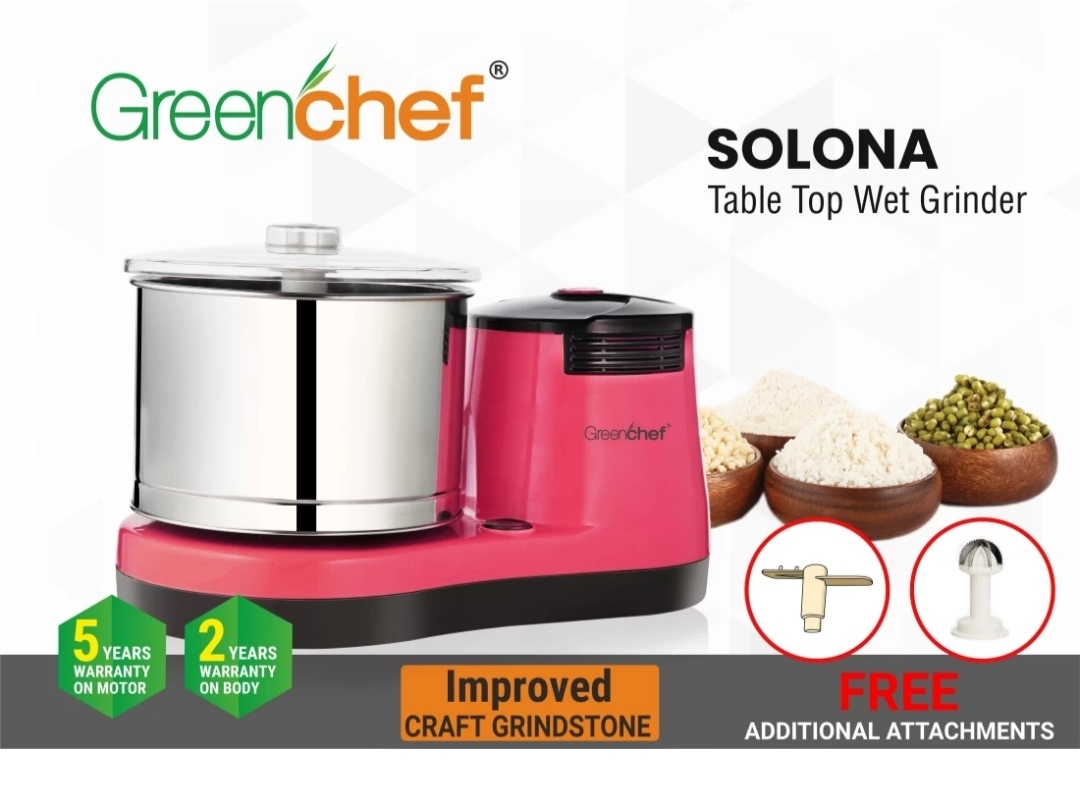 Greenchef®
SOLONA
Table Top Wet Grinder
Greenchef®
5 YEARS
WARRANTY
ON MOTOR
2 YEARS
WARRANTY
ON BODY
Improved
CRAFT GRINDSTONE
FREE
ADDITIONAL ATTACHMENTS